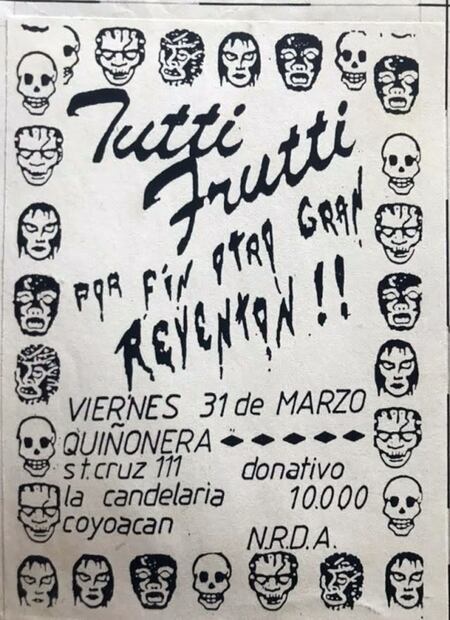 Tutti
Frutti
POR FIN OTRO GRAN
REVENTON!!
VIERNES 31 de MARZO
QUIÑONERA
st.cruz 111 donativo
la candelaria 10.000
coyoacan
N.R.D.A.